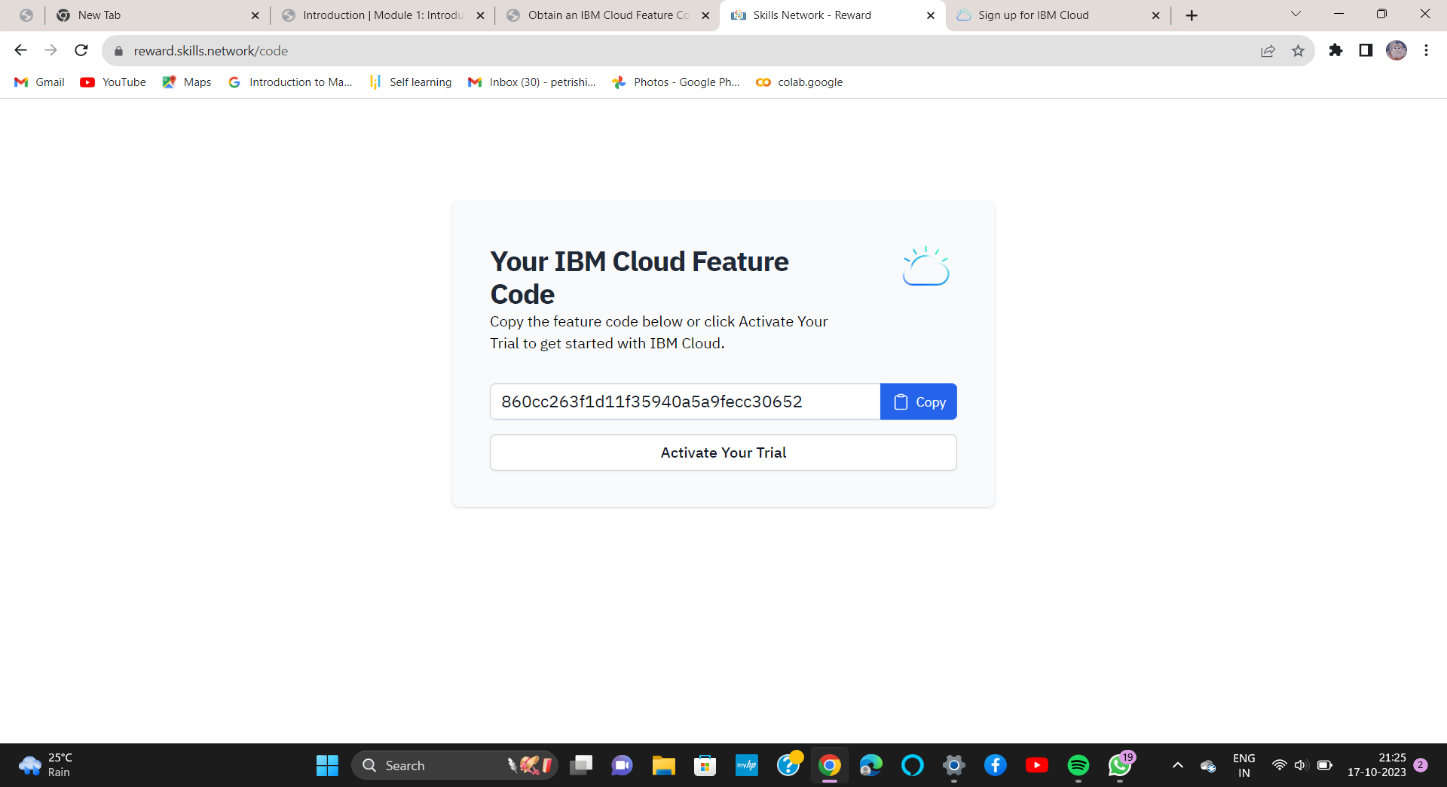 New Tab
Introduction | Module 1: Introdu
Obtain an IBM Cloud Feature Co
Skills Network - Reward
Sign up for IBM Cloud
reward.skills.network/code
Gmail
YouTube
Maps
Introduction to Ma...
Self learning
Inbox (30) - petrishi...
Photos - Google Ph...
colab.google
Your IBM Cloud Feature
Code
Copy the feature code below or click Activate Your
Trial to get started with IBM Cloud.
860cc263f1d11f35940a5a9fecc30652
Copy
Activate Your Trial
25°C
Rain
Search
myhp
19
ENG
IN
21:25
17-10-2023
2